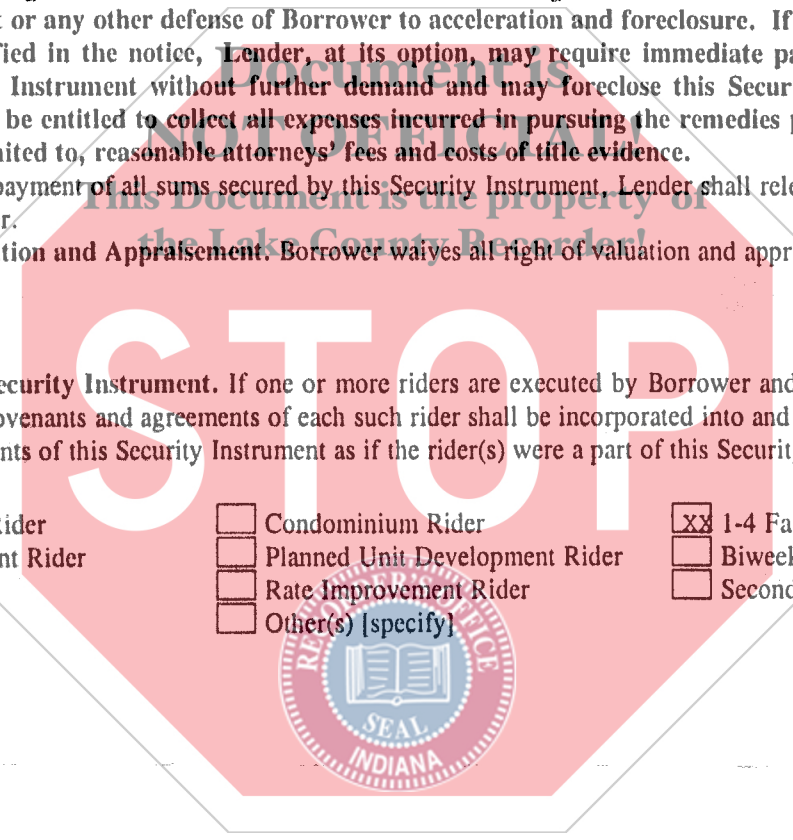 t or any other defense of Borrower to acceleration and foreclosure. If
fied in the notice, Lender, at its option, may require immediate pa
Instrument without further demand and may foreclose this Secur
be entitled to collect all expenses incurred in pursuing the remedies p
nited to, reasonable attorneys' fees and costs of title evidence.
payment of all sums secured by this Security Instrument, Lender shall rele
r.
tion and Appraisement. Borrower waives all right of valuation and appr
Document is
NOT OFFICIAL!
This Document is the property of
the Lake County Recorder!
STOP
ecurity Instrument. If one or more riders are executed by Borrower and
ovenants and agreements of each such rider shall be incorporated into and
nts of this Security Instrument as if the rider(s) were a part of this Securit
Rider
nt Rider
Condominium Rider
Planned Unit Development Rider
Rate Improvement Rider
Other(s) [specify]
XX 1-4 Fa
Biweek
Second
RECORDER'S OFFICE
SEAL
INDIANA